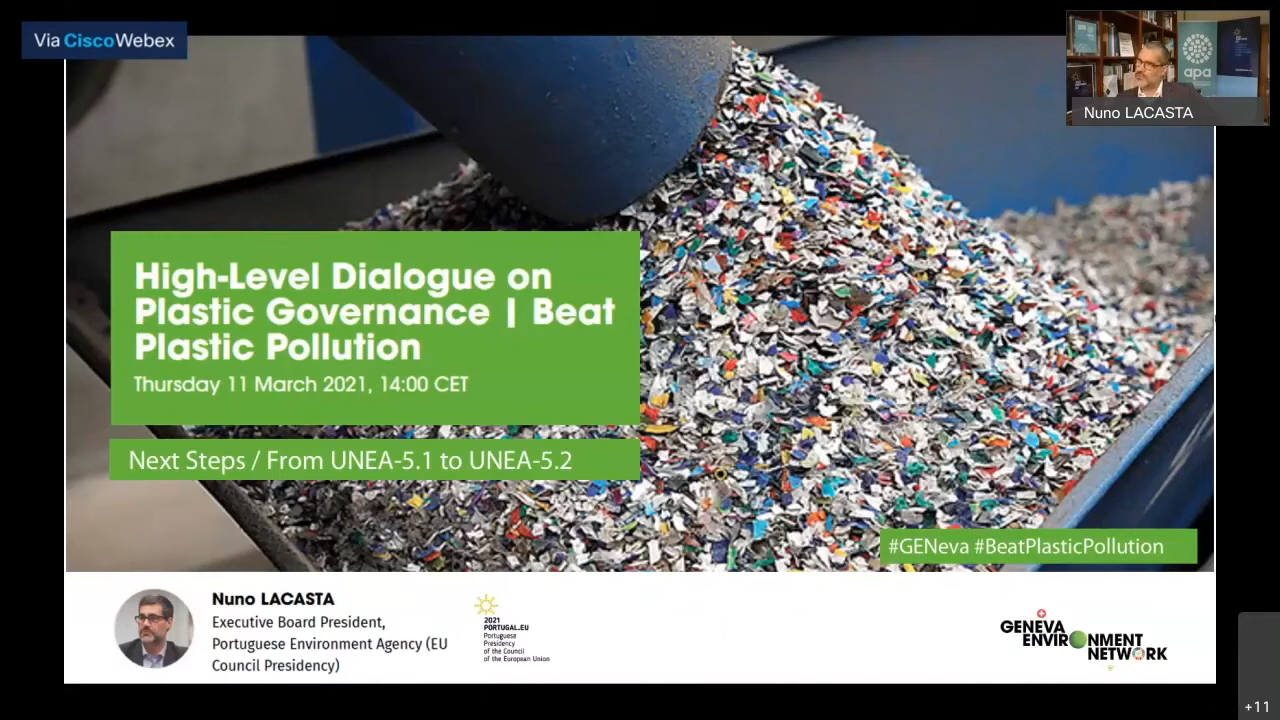 Via Cisco Webex
apa
Nuno LACASTA
High-Level Dialogue on
Plastic Governance | Beat
Plastic Pollution
Thursday 11 March 2021, 14:00 CET
Next Steps / From UNEA-5.1 to UNEA-5.2
#GENeva #BeatPlasticPollution
Nuno LACASTA
Executive Board President,
Portuguese Environment Agency (EU
Council Presidency)
2021
PORTUGAL.EU
Portuguese
Presidency
of the Council
of the European Union
GENEVA
ENVIRONMENT
NETWORK
+11